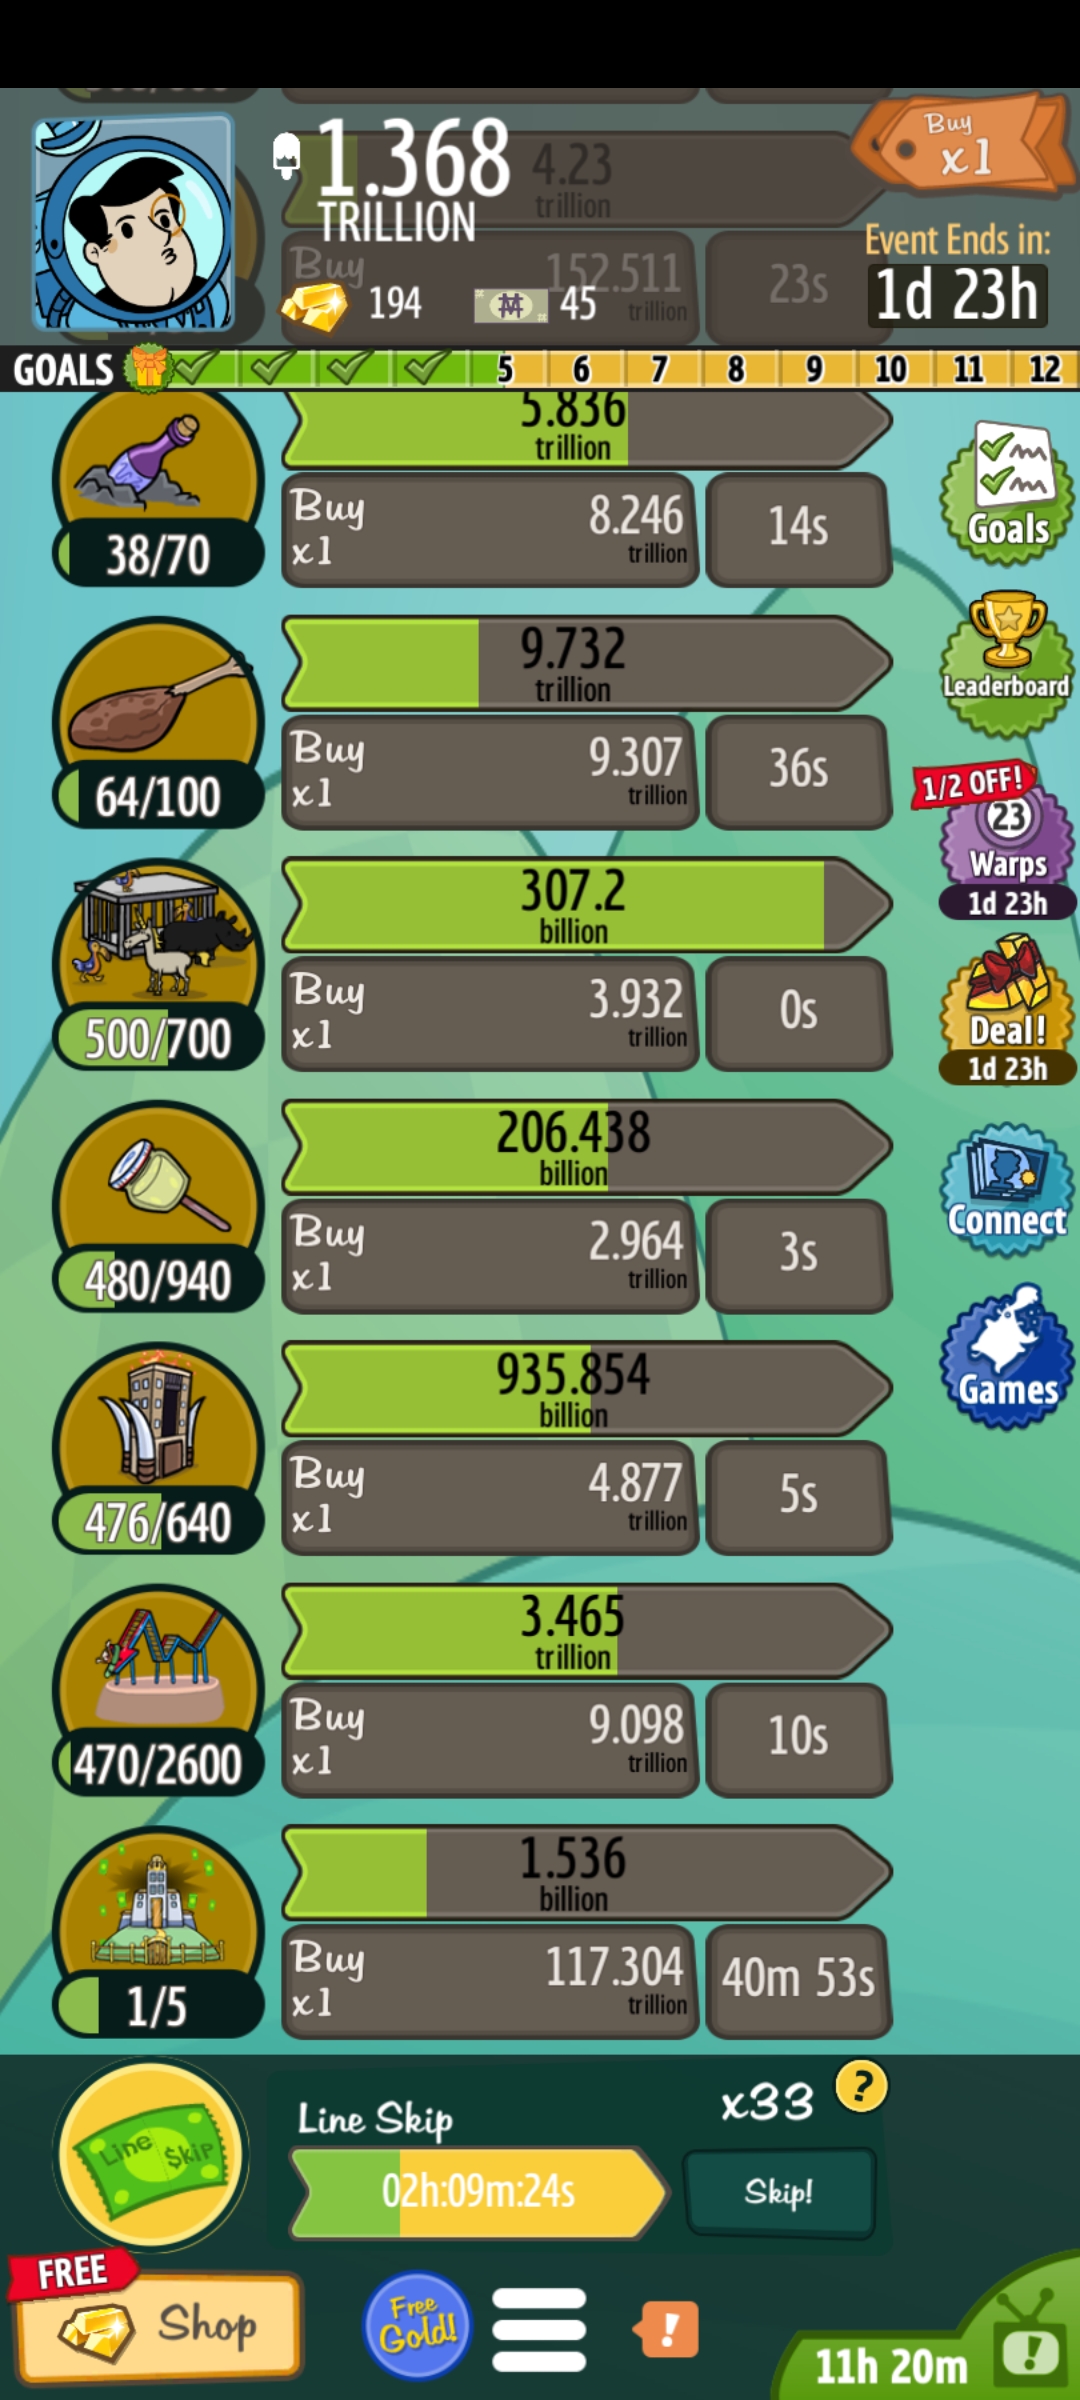 1.368
TRILLION
4.23
trillion
Buy
x1
Buy
152.511
trillion
23s
Event Ends in:
1d 23h
194
45
GOALS
5
6
7
8
9
10
11
12
5.836
trillion
38/70
Buy
x1
8.246
trillion
14s
Goals
9.732
trillion
64/100
Buy
x1
9.307
trillion
36s
Leaderboard
1/2 OFF!
23
Warps
1d 23h
307.2
billion
500/700
Buy
x1
3.932
trillion
0s
Deal!
1d 23h
206.438
billion
480/940
Buy
x1
2.964
trillion
3s
Connect
935.854
billion
476/640
Buy
x1
4.877
trillion
5s
Games
3.465
trillion
470/2600
Buy
x1
9.098
trillion
10s
1.536
billion
1/5
Buy
x1
117.304
trillion
40m 53s
Line $kip
Line Skip
x33
?
02h:09m:24s
Skip!
FREE
Shop
Free
Gold!
!
11h 20m
!